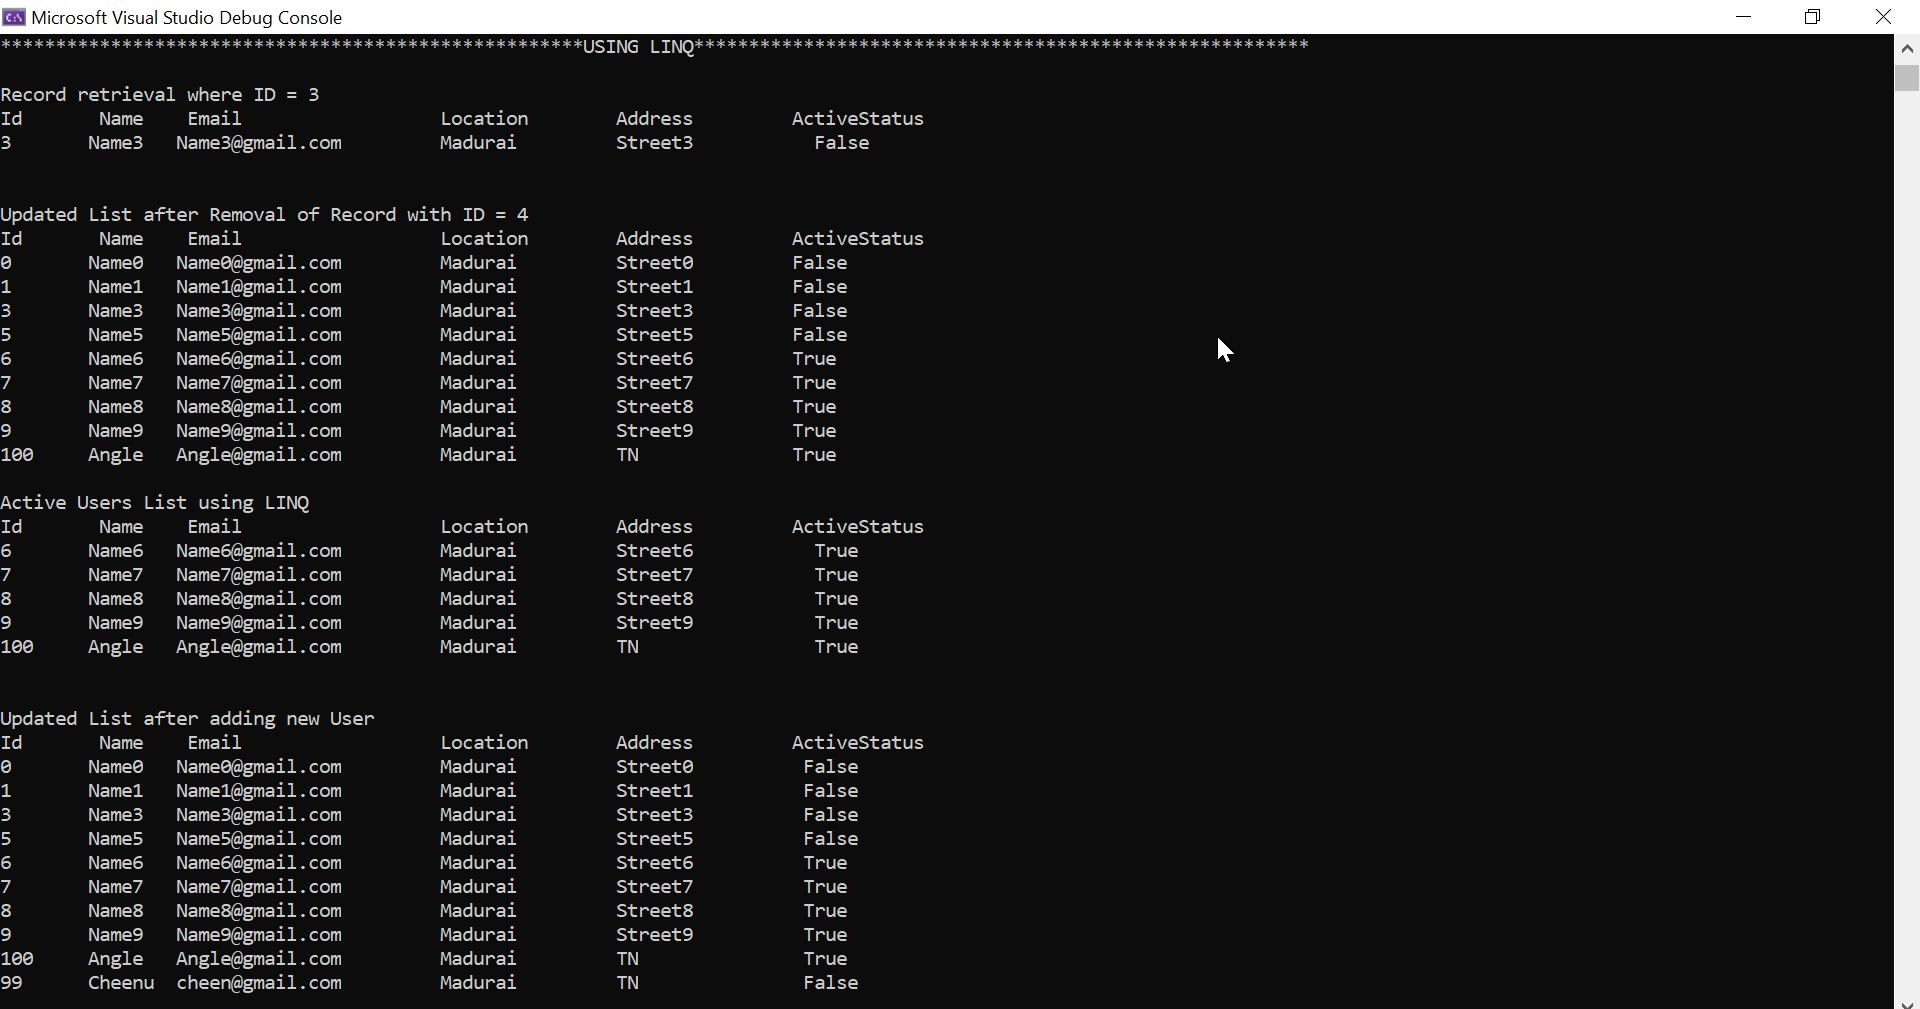 Microsoft Visual Studio Debug Console
*****************************************************USING LINQ********************************************************
Record retrieval where ID = 3
Id       Name    Email                  Location        Address         ActiveStatus
3       Name3   Name3@gmail.com         Madurai         Street3           False
Updated List after Removal of Record with ID = 4
Id       Name    Email                  Location        Address         ActiveStatus
0       Name0   Name0@gmail.com         Madurai         Street0         False
1       Name1   Name1@gmail.com         Madurai         Street1         False
3       Name3   Name3@gmail.com         Madurai         Street3         False
5       Name5   Name5@gmail.com         Madurai         Street5         False
6       Name6   Name6@gmail.com         Madurai         Street6         True
7       Name7   Name7@gmail.com         Madurai         Street7         True
8       Name8   Name8@gmail.com         Madurai         Street8         True
9       Name9   Name9@gmail.com         Madurai         Street9         True
100     Angle   Angle@gmail.com         Madurai         TN              True
Active Users List using LINQ
Id       Name    Email                  Location        Address         ActiveStatus
6       Name6   Name6@gmail.com         Madurai         Street6           True
7       Name7   Name7@gmail.com         Madurai         Street7           True
8       Name8   Name8@gmail.com         Madurai         Street8           True
9       Name9   Name9@gmail.com         Madurai         Street9           True
100     Angle   Angle@gmail.com         Madurai         TN                True
Updated List after adding new User
Id       Name    Email                  Location        Address         ActiveStatus
0       Name0   Name0@gmail.com         Madurai         Street0          False
1       Name1   Name1@gmail.com         Madurai         Street1          False
3       Name3   Name3@gmail.com         Madurai         Street3          False
5       Name5   Name5@gmail.com         Madurai         Street5          False
6       Name6   Name6@gmail.com         Madurai         Street6          True
7       Name7   Name7@gmail.com         Madurai         Street7          True
8       Name8   Name8@gmail.com         Madurai         Street8          True
9       Name9   Name9@gmail.com         Madurai         Street9          True
100     Angle   Angle@gmail.com         Madurai         TN               True
99      Cheenu  cheen@gmail.com         Madurai         TN               False